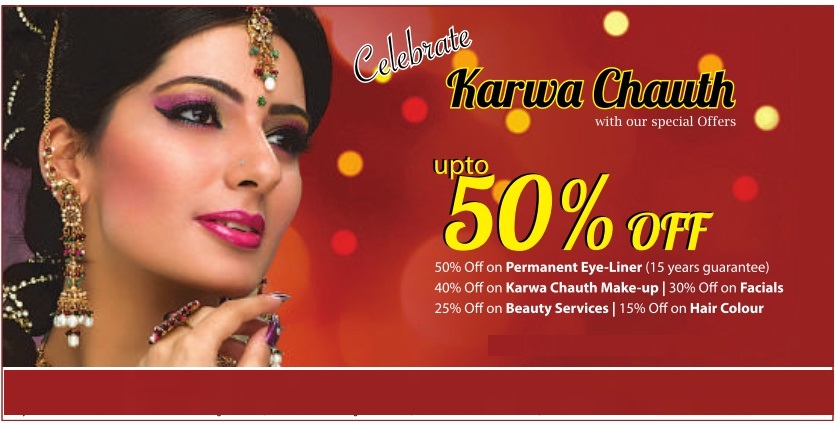 Celebrate
Karwa Chauth
with our special Offers
upto
50% OFF
50% Off on Permanent Eye-Liner (15 years guarantee)
40% Off on Karwa Chauth Make-up | 30% Off on Facials
25% Off on Beauty Services | 15% Off on Hair Colour